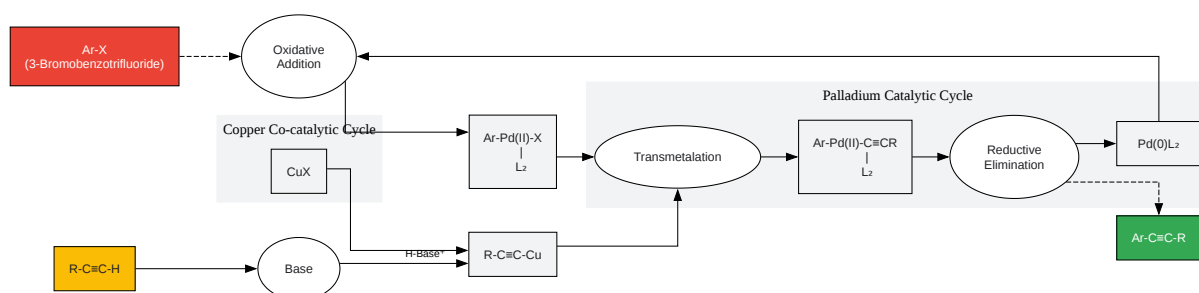 Ar-X
(3-Bromobenzotrifluoride)
Oxidative
Addition
Palladium Catalytic Cycle
Copper Co-catalytic Cycle
CuX
Ar-Pd(II)-X
|
L₂
Transmetalation
Ar-Pd(II)-C≡CR
|
L₂
Reductive
Elimination
Pd(0)L₂
R-C≡C-H
Base
H-Base⁺
R-C≡C-Cu
Ar-C≡C-R